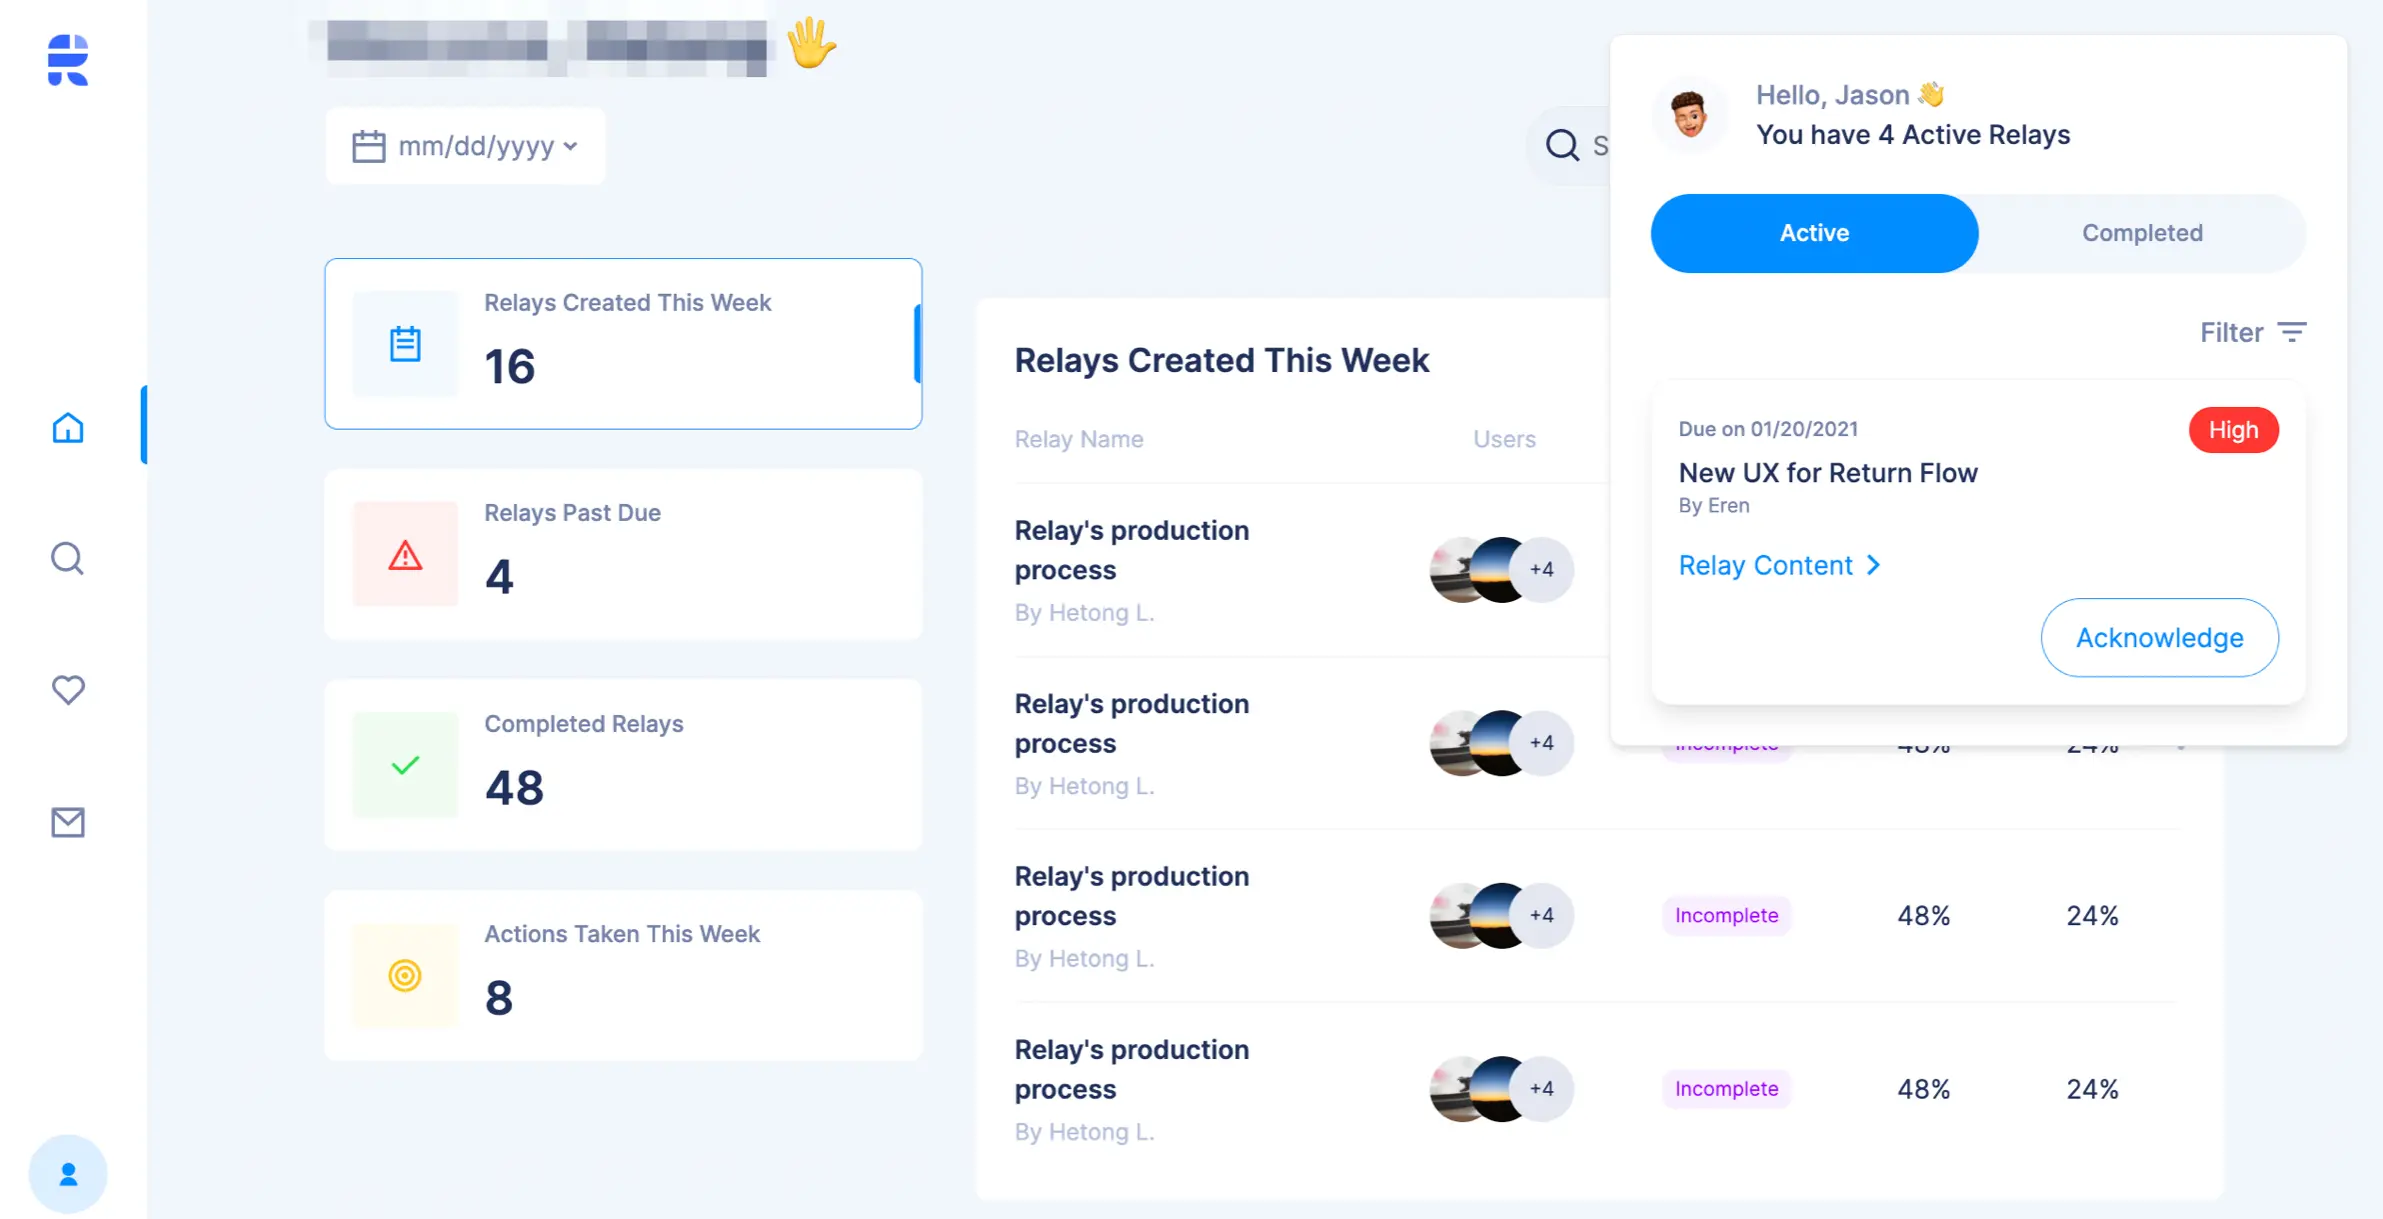 mm/dd/yyyy
S
Relays Created This Week
16
Relays Past Due
4
Completed Relays
48
Actions Taken This Week
8
Relays Created This Week
Relay Name Users
Relay's production
process
By Hetong L.
+4
Relay's production
process
By Hetong L.
+4
Incomplete 48% 24%
Relay's production
process
By Hetong L.
+4
Incomplete 48% 24%
Relay's production
process
By Hetong L.
+4
Incomplete 48% 24%
Hello, Jason 👋
You have 4 Active Relays
Active Completed
Filter
Due on 01/20/2021
High
New UX for Return Flow
By Eren
Relay Content
Acknowledge